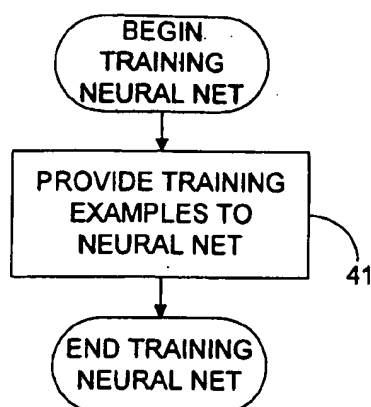 BEGIN
TRAINING
NEURAL NET
PROVIDE TRAINING
EXAMPLES TO
NEURAL NET
41
END TRAINING
NEURAL NET